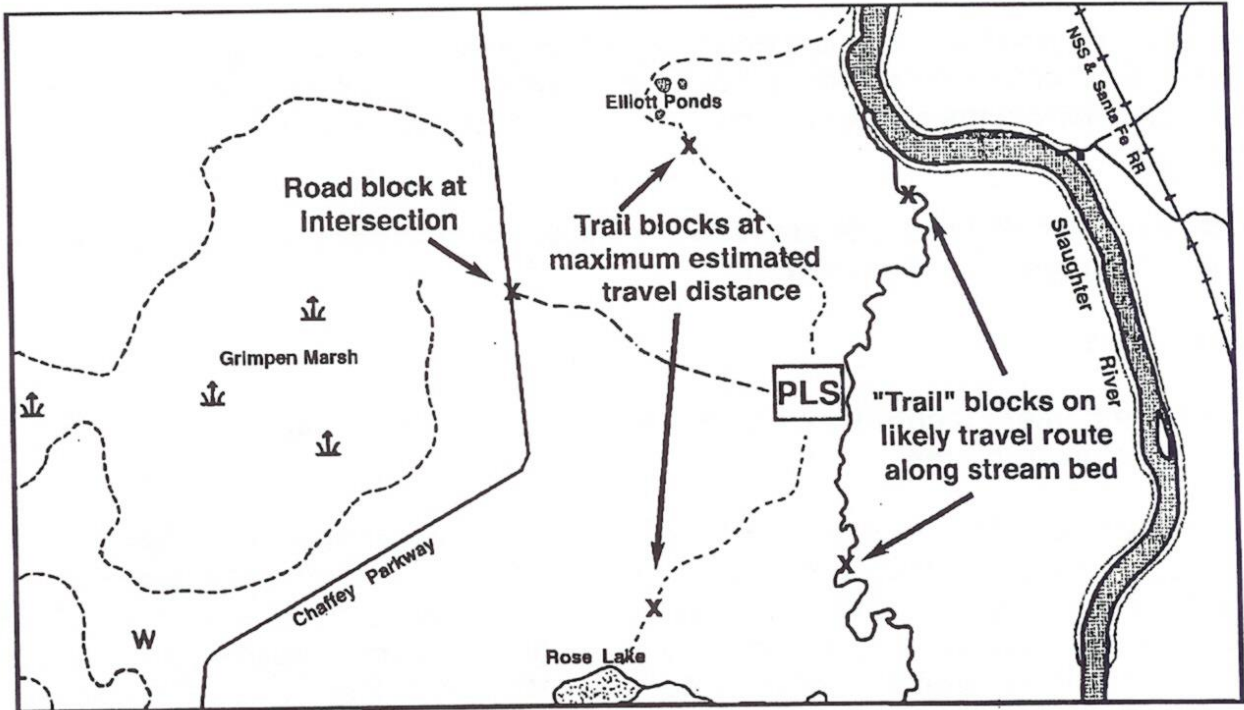 NSS & Santa Fe RR
Elliott Ponds
Road block at
Intersection
Trail blocks at
maximum estimated
travel distance
Slaughter
River
Grimpen Marsh
PLS
"Trail" blocks on
likely travel route
along stream bed
Chaffey Parkway
W
Rose Lake
X
X
X
X
X